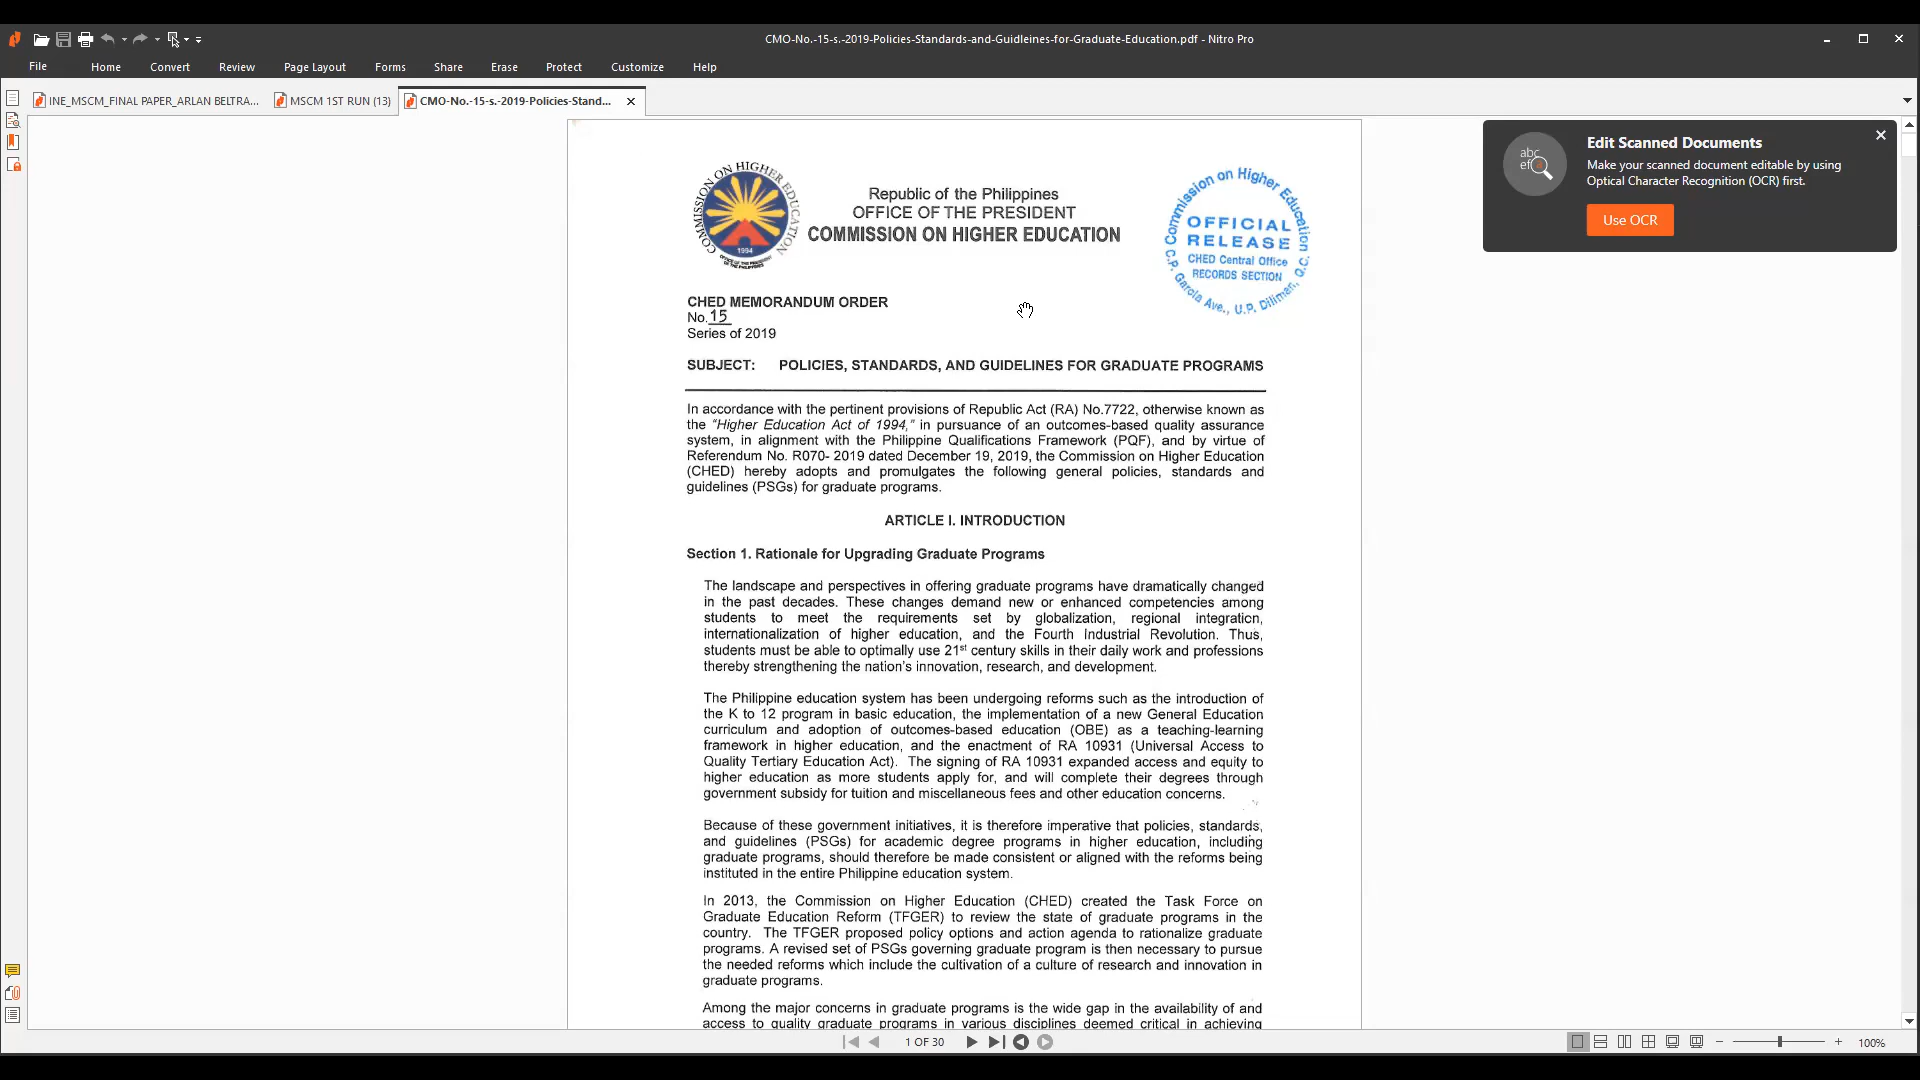 CMO-No.-15-s.-2019-Policies-Standards-and-Guidleines-for-Graduate-Education.pdf - Nitro Pro
File Home Convert Review Page Layout Forms Share Erase Protect Customize Help
INE_MSCM_FINAL PAPER_ARLAN BELTRA... MSCM 1ST RUN (13) CMO-No.-15-s.-2019-Policies-Stand...
abc
ef
Edit Scanned Documents
Make your scanned document editable by using
Optical Character Recognition (OCR) first.
Use OCR
COMMISSION ON HIGHER EDUCATION
1994
OFFICE OF THE PRESIDENT
OF THE PHILIPPINES
Republic of the Philippines
OFFICE OF THE PRESIDENT
COMMISSION ON HIGHER EDUCATION
Commission on Higher Education
OFFICIAL
RELEASE
CHED Central Office
RECORDS SECTION
C.P. Garcia Ave., U.P. Diliman, Q.C.
CHED MEMORANDUM ORDER
No. 15
Series of 2019
SUBJECT: POLICIES, STANDARDS, AND GUIDELINES FOR GRADUATE PROGRAMS
In accordance with the pertinent provisions of Republic Act (RA) No.7722, otherwise known as
the "Higher Education Act of 1994," in pursuance of an outcomes-based quality assurance
system, in alignment with the Philippine Qualifications Framework (PQF), and by virtue of
Referendum No. R070- 2019 dated December 19, 2019, the Commission on Higher Education
(CHED) hereby adopts and promulgates the following general policies, standards and
guidelines (PSGs) for graduate programs.
ARTICLE I. INTRODUCTION
Section 1. Rationale for Upgrading Graduate Programs
The landscape and perspectives in offering graduate programs have dramatically changed
in the past decades. These changes demand new or enhanced competencies among
students to meet the requirements set by globalization, regional integration,
internationalization of higher education, and the Fourth Industrial Revolution. Thus,
students must be able to optimally use 21st century skills in their daily work and professions
thereby strengthening the nation's innovation, research, and development.
The Philippine education system has been undergoing reforms such as the introduction of
the K to 12 program in basic education, the implementation of a new General Education
curriculum and adoption of outcomes-based education (OBE) as a teaching-learning
framework in higher education, and the enactment of RA 10931 (Universal Access to
Quality Tertiary Education Act). The signing of RA 10931 expanded access and equity to
higher education as more students apply for, and will complete their degrees through
government subsidy for tuition and miscellaneous fees and other education concerns.
Because of these government initiatives, it is therefore imperative that policies, standards,
and guidelines (PSGs) for academic degree programs in higher education, including
graduate programs, should therefore be made consistent or aligned with the reforms being
instituted in the entire Philippine education system.
In 2013, the Commission on Higher Education (CHED) created the Task Force on
Graduate Education Reform (TFGER) to review the state of graduate programs in the
country. The TFGER proposed policy options and action agenda to rationalize graduate
programs. A revised set of PSGs governing graduate program is then necessary to pursue
the needed reforms which include the cultivation of a culture of research and innovation in
graduate programs.
Among the major concerns in graduate programs is the wide gap in the availability of and
access to quality graduate programs in various disciplines deemed critical in achieving
1 OF 30
100%